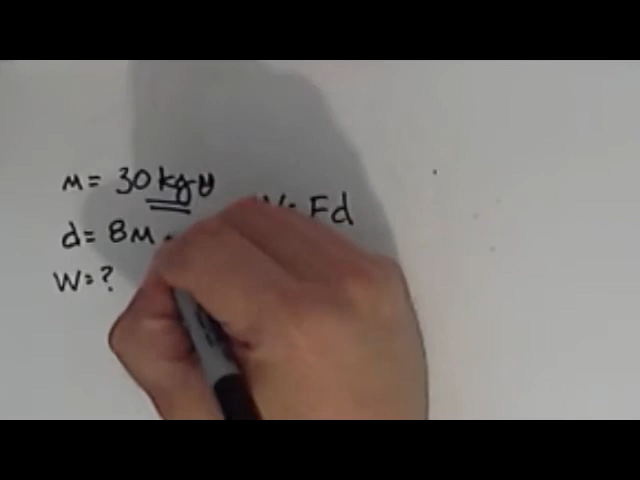 m = 30 kg
d = 8m
W = ?
Fd